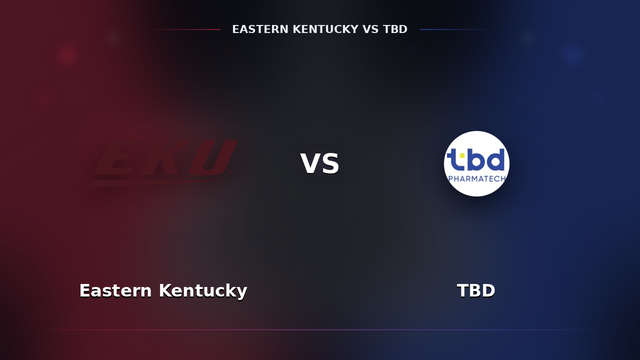 EASTERN KENTUCKY VS TBD
EKU
VS
tbd
PHARMATECH
Eastern Kentucky
TBD